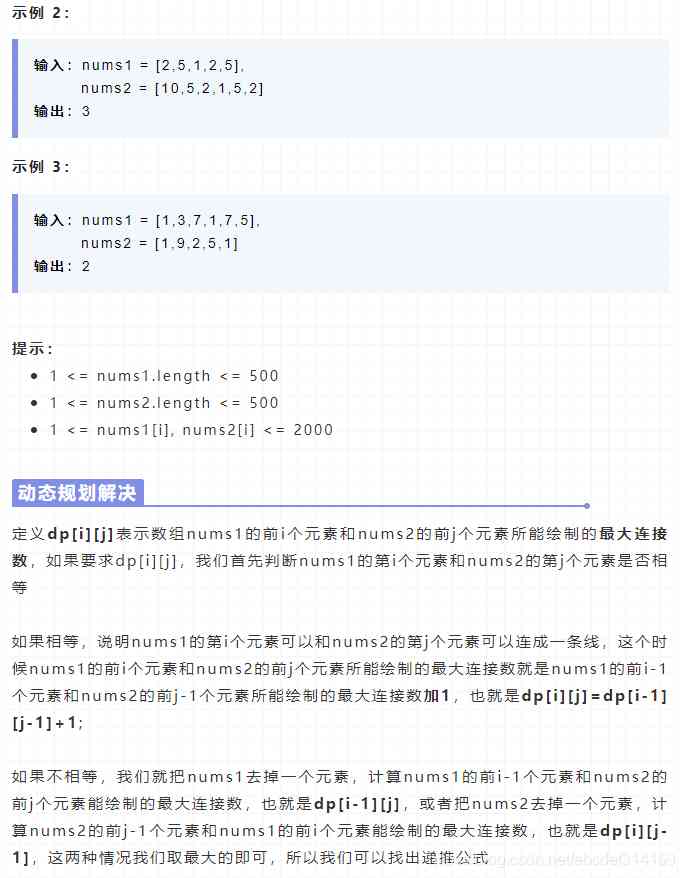 示例 2：
输入：nums1 = [2,5,1,2,5],
nums2 = [10,5,2,1,5,2]
输出：3
示例 3：
输入：nums1 = [1,3,7,1,7,5],
nums2 = [1,9,2,5,1]
输出：2
提示：
1 <= nums1.length <= 500
1 <= nums2.length <= 500
1 <= nums1[i], nums2[i] <= 2000
动态规划解决
定义dp[i][j]表示数组nums1的前i个元素和nums2的前j个元素所能绘制的最大连接
数，如果要求dp[i][j]，我们首先判断nums1的第i个元素和nums2的第j个元素是否相
等
如果相等，说明nums1的第i个元素可以和nums2的第j个元素可以连成一条线，这个时
候nums1的前i个元素和nums2的前j个元素所能绘制的最大连接数就是nums1的前i-1
个元素和nums2的前j-1个元素所能绘制的最大连接数加1，也就是dp[i][j]=dp[i-1]
[j-1]+1；
如果不相等，我们就把nums1去掉一个元素，计算nums1的前i-1个元素和nums2的
前j个元素能绘制的最大连接数，也就是dp[i-1][j]，或者把nums2去掉一个元素，计
算nums2的前j-1个元素和nums1的前i个元素能绘制的最大连接数，也就是dp[i][j-
1]，这两种情况我们取最大的即可，所以我们可以找出递推公式